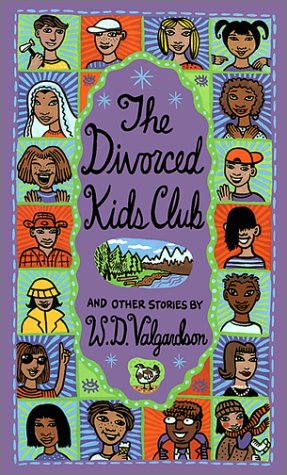 The
Divorced
Kids Club
AND OTHER STORIES BY
W.D. Valgardson